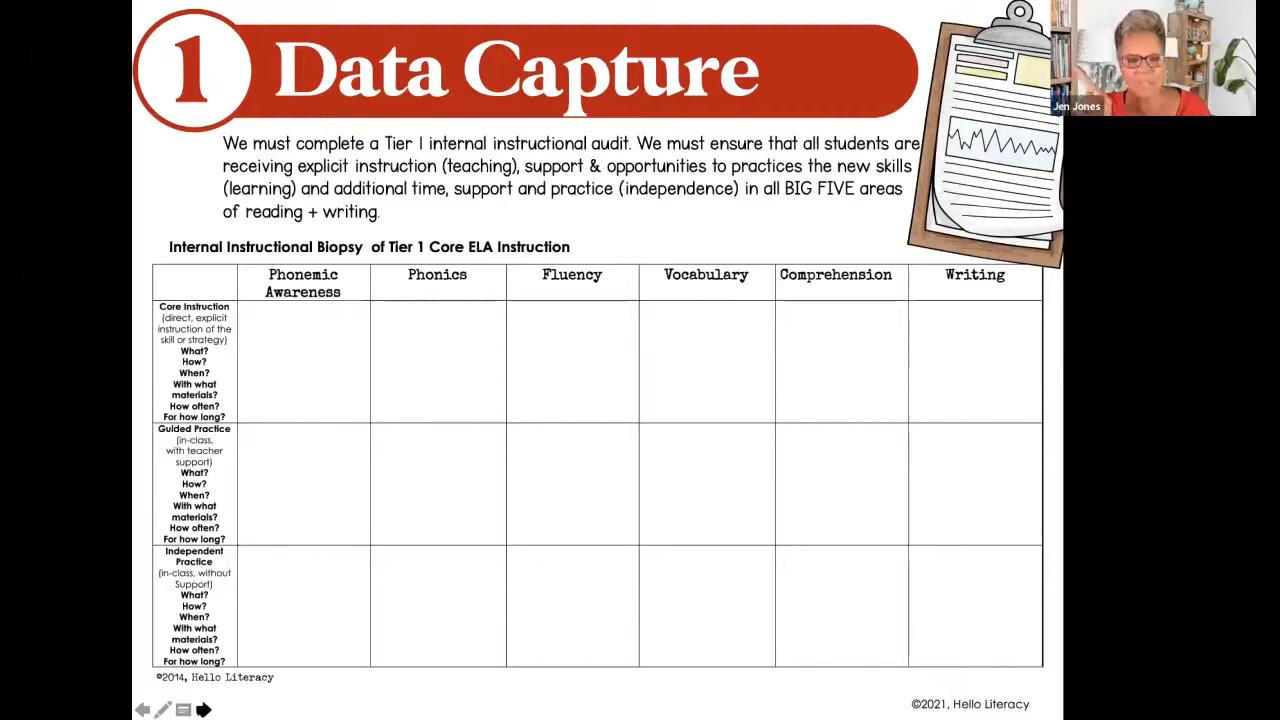 1 Data Capture
Jen Jones
We must complete a Tier 1 internal instructional audit. We must ensure that all students are
receiving explicit instruction (teaching), support & opportunities to practices the new skills
(learning) and additional time, support and practice (independence) in all BIG FIVE areas
of reading + writing.
Internal Instructional Biopsy of Tier 1 Core ELA Instruction
Phonemic Awareness
Phonics
Fluency
Vocabulary
Comprehension
Writing
Core Instruction
(direct, explicit
instruction of the
skill or strategy)
What?
How?
When?
With what
materials?
How often?
For how long?
Guided Practice
(in-class,
with teacher
support)
What?
How?
When?
With what
materials?
How often?
For how long?
Independent
Practice
(in-class, without
Support)
What?
How?
When?
With what
materials?
How often?
For how long?
©2014, Hello Literacy
©2021, Hello Literacy